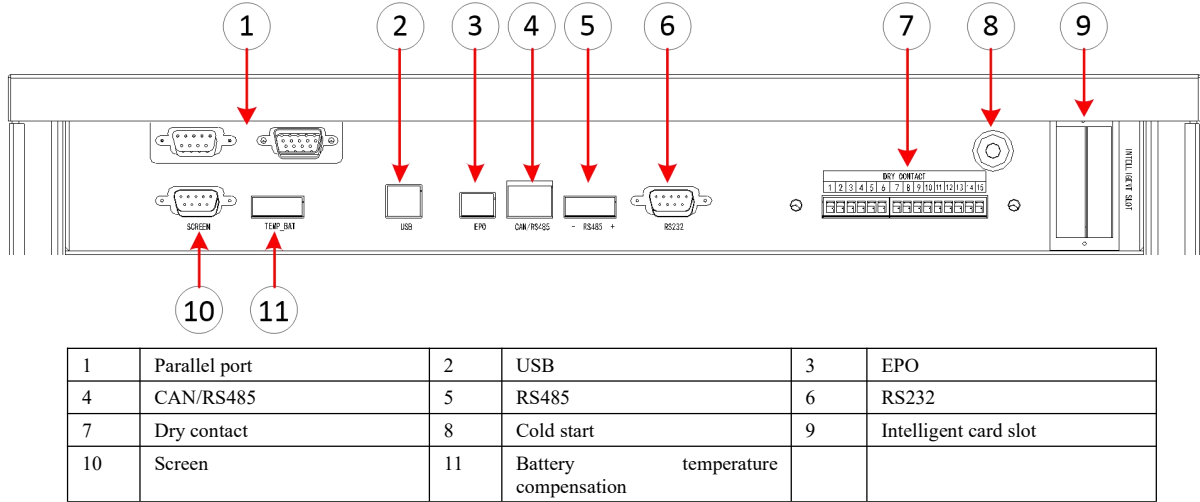 1 2 3 4 5 6 7 8 9
DRY CONTACT
1 2 3 4 5 6 7 8 9 10 11 12 13 14 15
INTELLIGENT SLOT
SCREEN TEMP_BAT USB EPO CAN/RS485 - RS485 + RS232
10 11
1 Parallel port 2 USB 3 EPO
4 CAN/RS485 5 RS485 6 RS232
7 Dry contact 8 Cold start 9 Intelligent card slot
10 Screen 11 Battery temperature
compensation